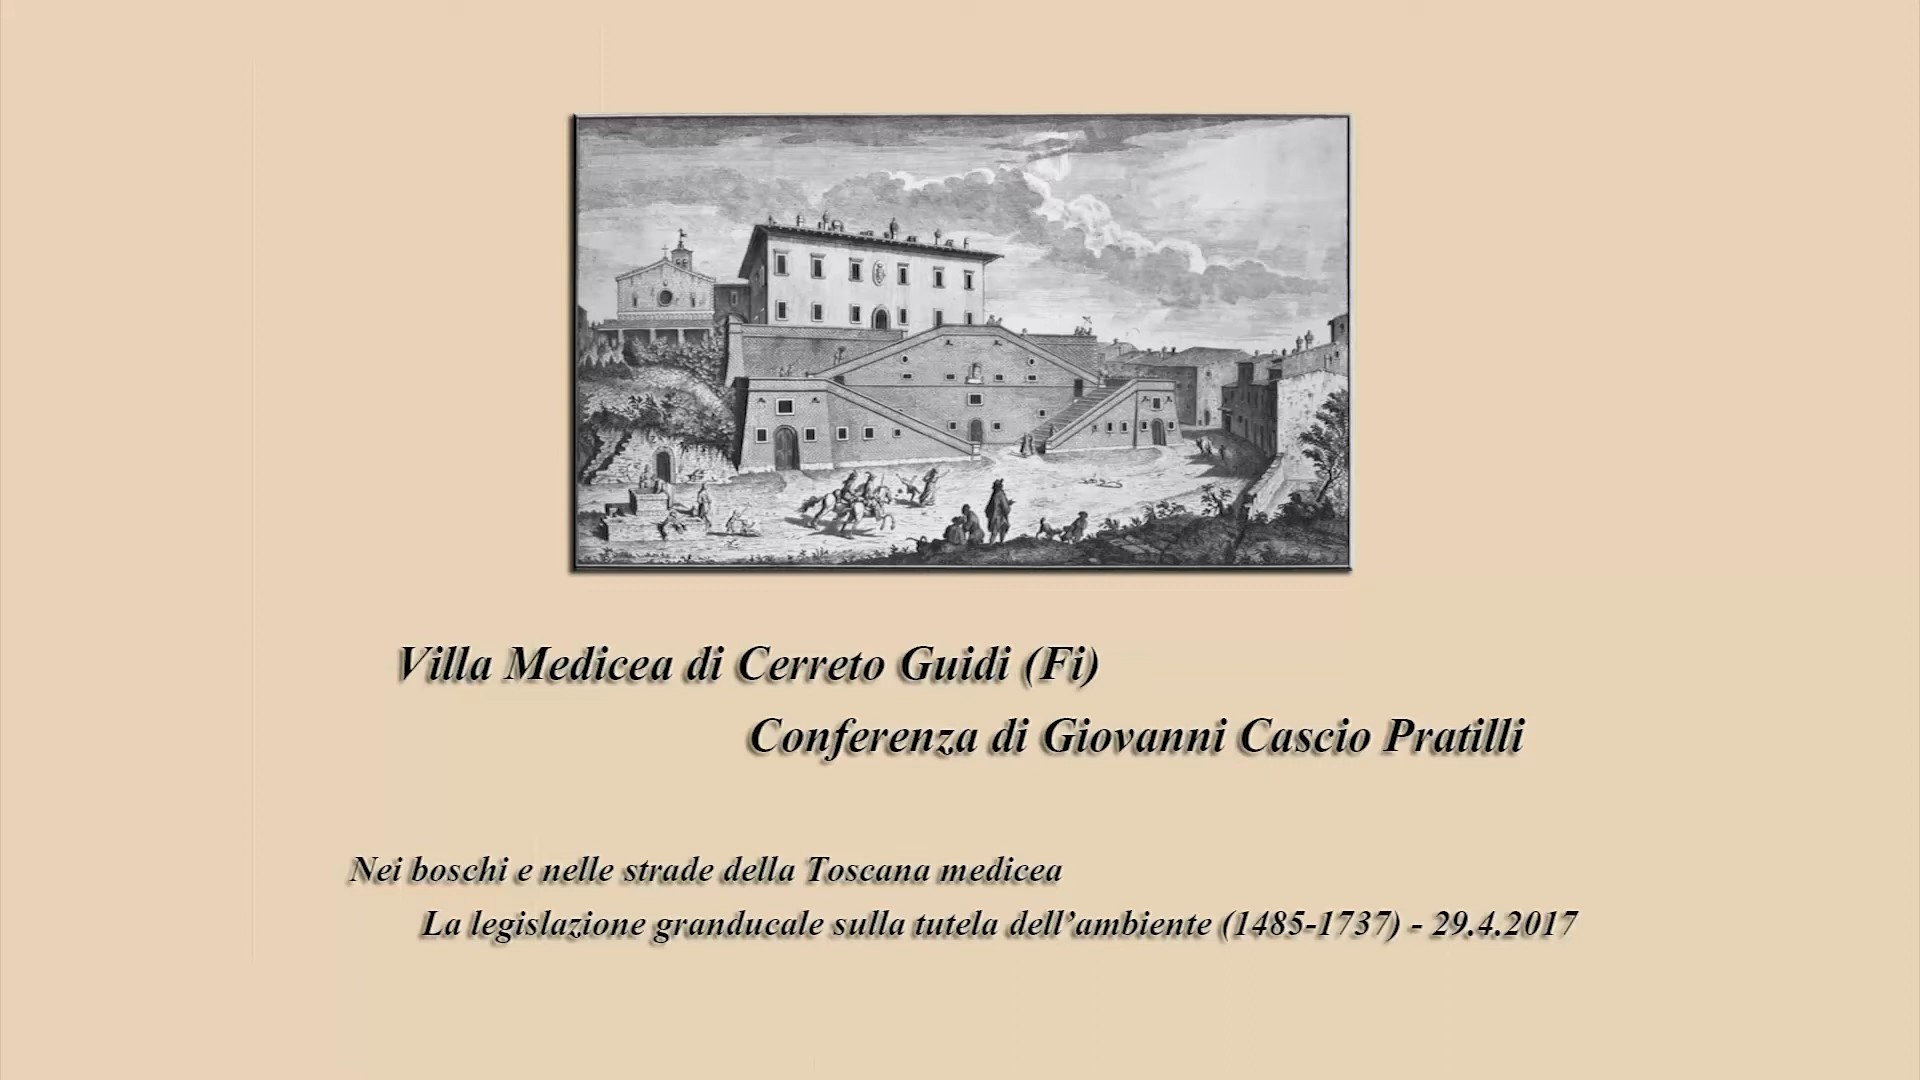 Villa Medicea di Cerreto Guidi (Fi)
Conferenza di Giovanni Cascio Pratilli
Nei boschi e nelle strade della Toscana medicea
La legislazione granducale sulla tutela dell’ambiente (1485-1737) - 29.4.2017